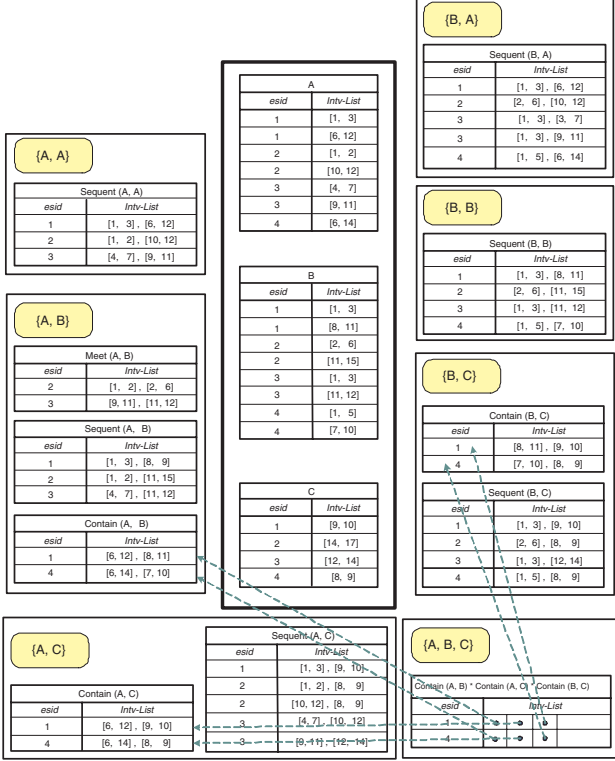 {B, A}
Sequent (B, A)
esid Intv-List
1 [1, 3] , [6, 12]
2 [2, 6] , [10, 12]
3 [1, 3] , [3, 7]
3 [1, 3] , [9, 11]
4 [1, 5] , [6, 14]
A
esid Intv-List
1 [1, 3]
1 [6, 12]
2 [1, 2]
2 [10, 12]
3 [4, 7]
3 [9, 11]
4 [6, 14]
{A, A}
Sequent (A, A)
esid Intv-List
1 [1, 3] , [6, 12]
2 [1, 2] , [10, 12]
3 [4, 7] , [9, 11]
{B, B}
Sequent (B, B)
esid Intv-List
1 [1, 3] , [8, 11]
2 [2, 6] , [11, 15]
3 [1, 3] , [11, 12]
4 [1, 5] , [7, 10]
B
esid Intv-List
1 [1, 3]
1 [8, 11]
2 [2, 6]
2 [11, 15]
3 [1, 3]
3 [11, 12]
4 [1, 5]
4 [7, 10]
{A, B}
Meet (A, B)
esid Intv-List
2 [1, 2] , [2, 6]
3 [9, 11] , [11, 12]
Sequent (A, B)
esid Intv-List
1 [1, 3] , [8, 9]
2 [1, 2] , [11, 15]
3 [4, 7] , [11, 12]
Contain (A, B)
esid Intv-List
1 [6, 12] , [8, 11]
4 [6, 14] , [7, 10]
{B, C}
Contain (B, C)
esid Intv-List
1 [8, 11] , [9, 10]
4 [7, 10] , [8, 9]
Sequent (B, C)
esid Intv-List
1 [1, 3] , [9, 10]
2 [2, 6] , [8, 9]
3 [1, 3] , [12, 14]
4 [1, 5] , [8, 9]
C
esid Intv-List
1 [9, 10]
2 [14, 17]
3 [12, 14]
4 [8, 9]
{A, C}
Contain (A, C)
esid Intv-List
1 [6, 12] , [9, 10]
4 [6, 14] , [8, 9]
Sequent (A, C)
esid Intv-List
1 [1, 3] , [9, 10]
2 [1, 2] , [8, 9]
2 [10, 12] , [8, 9]
3 [4, 7] , [10, 12]
3 [9, 11] , [12, 14]
{A, B, C}
Contain (A, B) * Contain (A, C) * Contain (B, C)
esid Intv-List
1
4